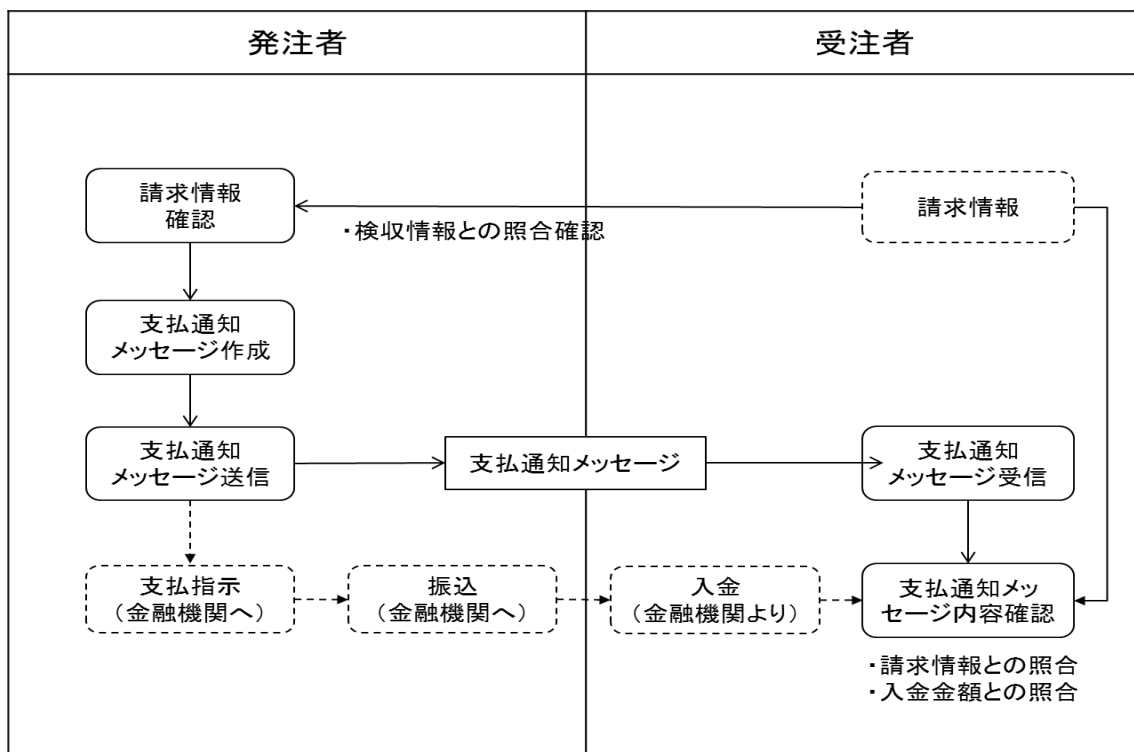 発注者
受注者
請求情報
確認
請求情報
・検収情報との照合確認
支払通知
メッセージ作成
支払通知
メッセージ送信
支払通知メッセージ
支払通知
メッセージ受信
支払指示
(金融機関へ)
振込
(金融機関へ)
入金
(金融機関より)
支払通知メッ
セージ内容確認
・請求情報との照合
・入金金額との照合